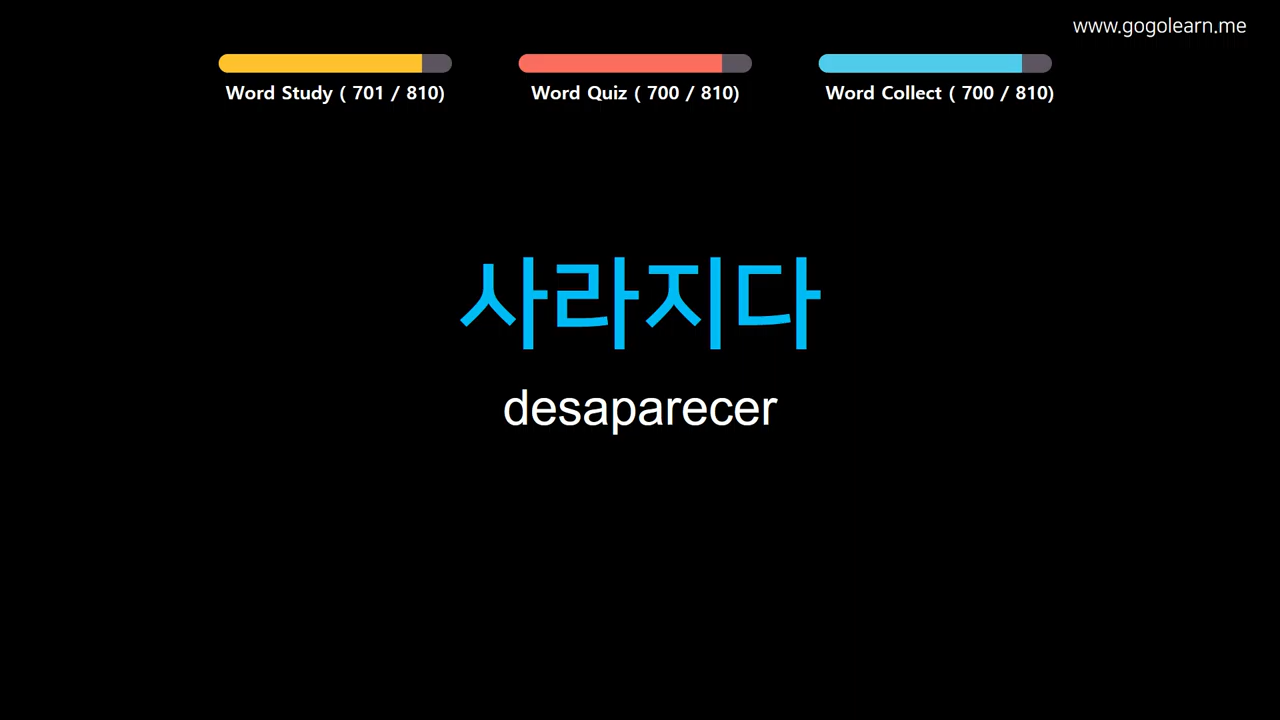 www.gogolearn.me
Word Study ( 701 / 810)
Word Quiz ( 700 / 810)
Word Collect ( 700 / 810)
사라지다
desaparecer